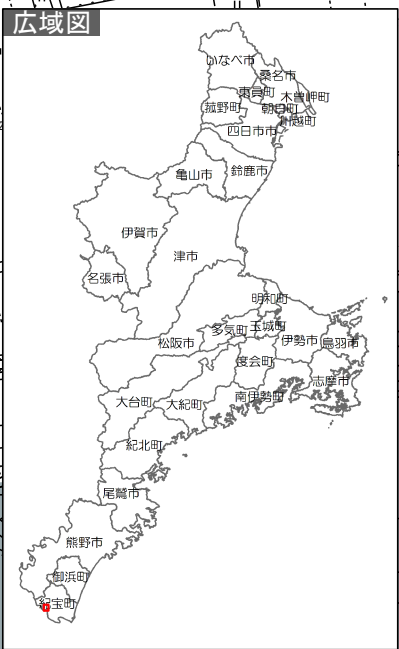 広域図
いなべ市
桑名市
東員町
木曽岬町
菰野町
朝日町
川越町
四日市市
亀山市
鈴鹿市
伊賀市
津市
名張市
明和町
多気町
玉城町
松阪市
伊勢市
鳥羽市
度会町
志摩市
大台町
大紀町
南伊勢町
紀北町
尾鷲市
熊野市
御浜町
紀宝町